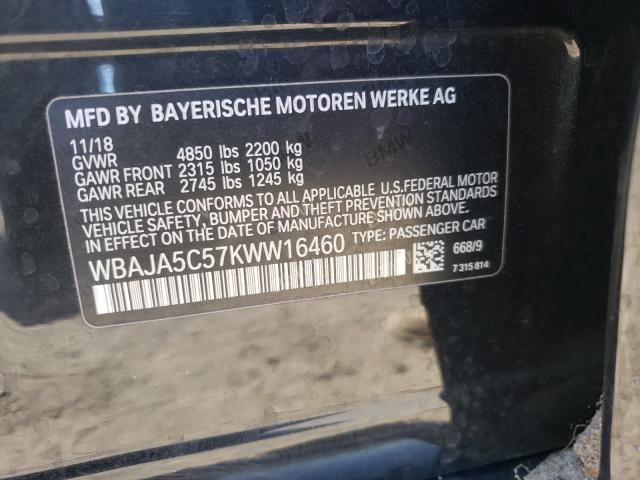 MFD BY BAYERISCHE MOTOREN WERKE AG
11/18
GVWR 4850 lbs 2200 kg
GAWR FRONT 2315 lbs 1050 kg
GAWR REAR 2745 lbs 1245 kg
THIS VEHICLE CONFORMS TO ALL APPLICABLE U.S.FEDERAL MOTOR
VEHICLE SAFETY, BUMPER AND THEFT PREVENTION STANDARDS
IN EFFECT ON THE DATE OF MANUFACTURE SHOWN ABOVE.
WBAJA5C57KWW16460 TYPE: PASSENGER CAR
668/9
7 315 814
BMW